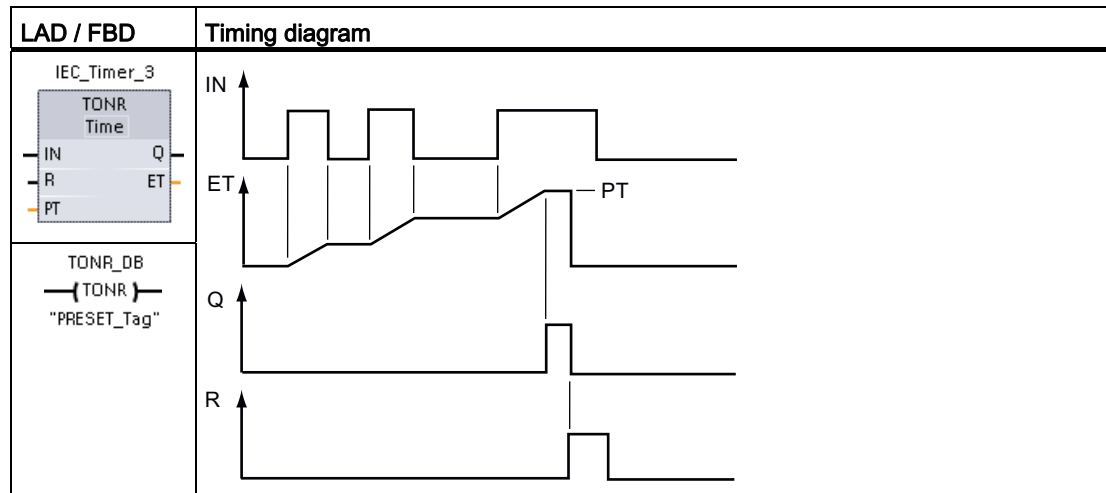 LAD / FBD
Timing diagram
IEC_Timer_3
TONR
Time
IN Q
R ET
PT
TONR_DB
TONR
"PRESET_Tag"
IN
ET
PT
Q
R